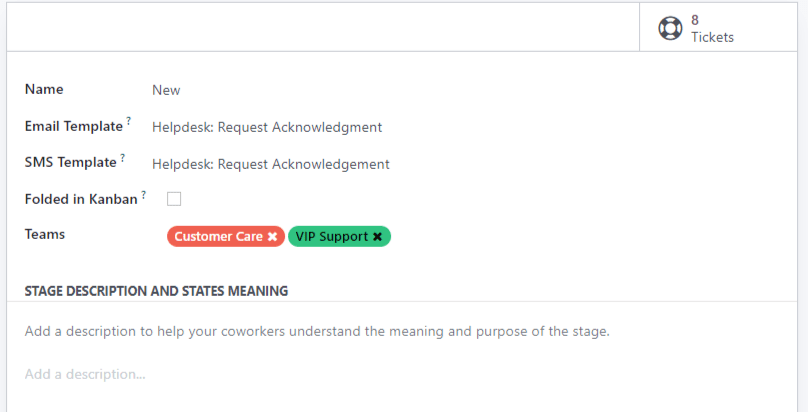 8
Tickets
Name New
Email Template ? Helpdesk: Request Acknowledgment
SMS Template ? Helpdesk: Request Acknowledgement
Folded in Kanban ?
Teams Customer Care ✖ VIP Support ✖
STAGE DESCRIPTION AND STATES MEANING
Add a description to help your coworkers understand the meaning and purpose of the stage.
Add a description...